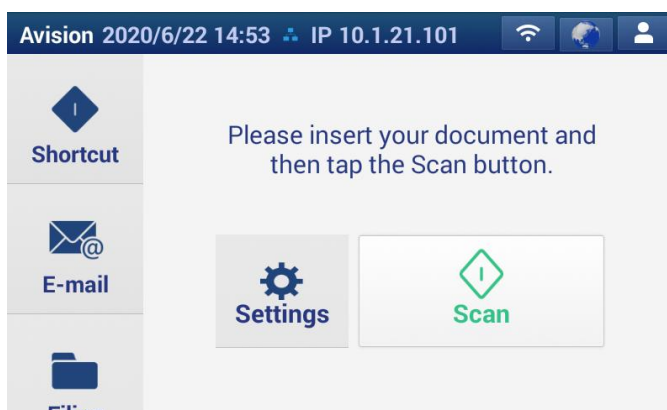 Avision 2020/6/22 14:53 IP 10.1.21.101
Shortcut
Please insert your document and
then tap the Scan button.
E-mail
Settings
Scan